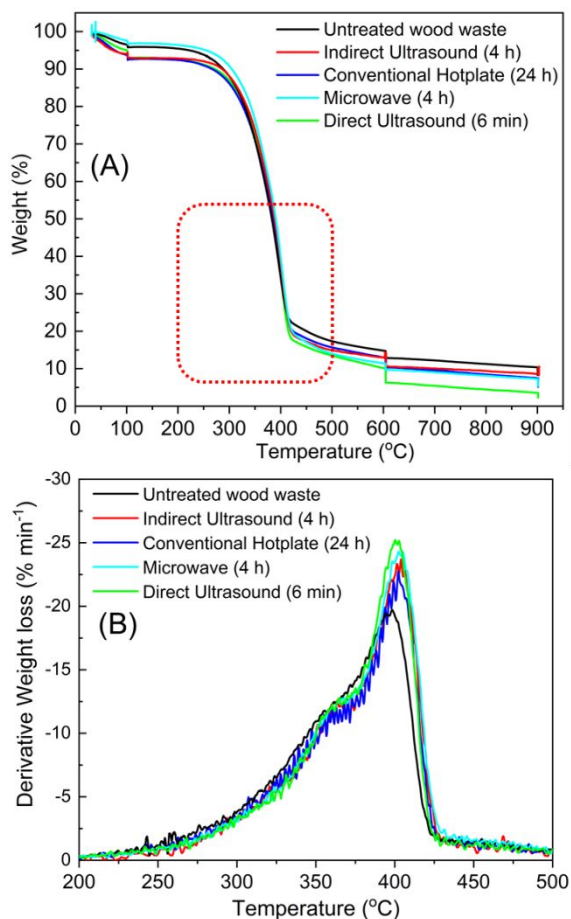 100
90
80
70
60
50
40
30
20
10
0
Weight (%)
(A)
Untreated wood waste
Indirect Ultrasound (4 h)
Conventional Hotplate (24 h)
Microwave (4 h)
Direct Ultrasound (6 min)
0 100 200 300 400 500 600 700 800 900
Temperature (°C)
-30
-25
-20
-15
-10
-5
0
Derivative Weight loss (% min⁻¹)
Untreated wood waste
Indirect Ultrasound (4 h)
Conventional Hotplate (24 h)
Microwave (4 h)
Direct Ultrasound (6 min)
(B)
200 250 300 350 400 450 500
Temperature (°C)